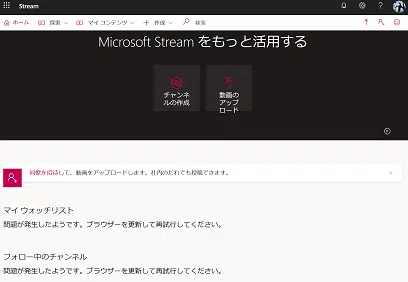 Stream
ホーム 探索 マイ コンテンツ 作成 検索
Microsoft Stream をもっと活用する
チャンネ
ルの作成
動画の
アップ
ロード
同僚を招待して、動画をアップロードします。社内のだれでも投稿できます。
マイ ウォッチリスト
問題が発生したようです。ブラウザーを更新して再試行してください。
フォロー中のチャンネル
問題が発生したようです。ブラウザーを更新して再試行してください。